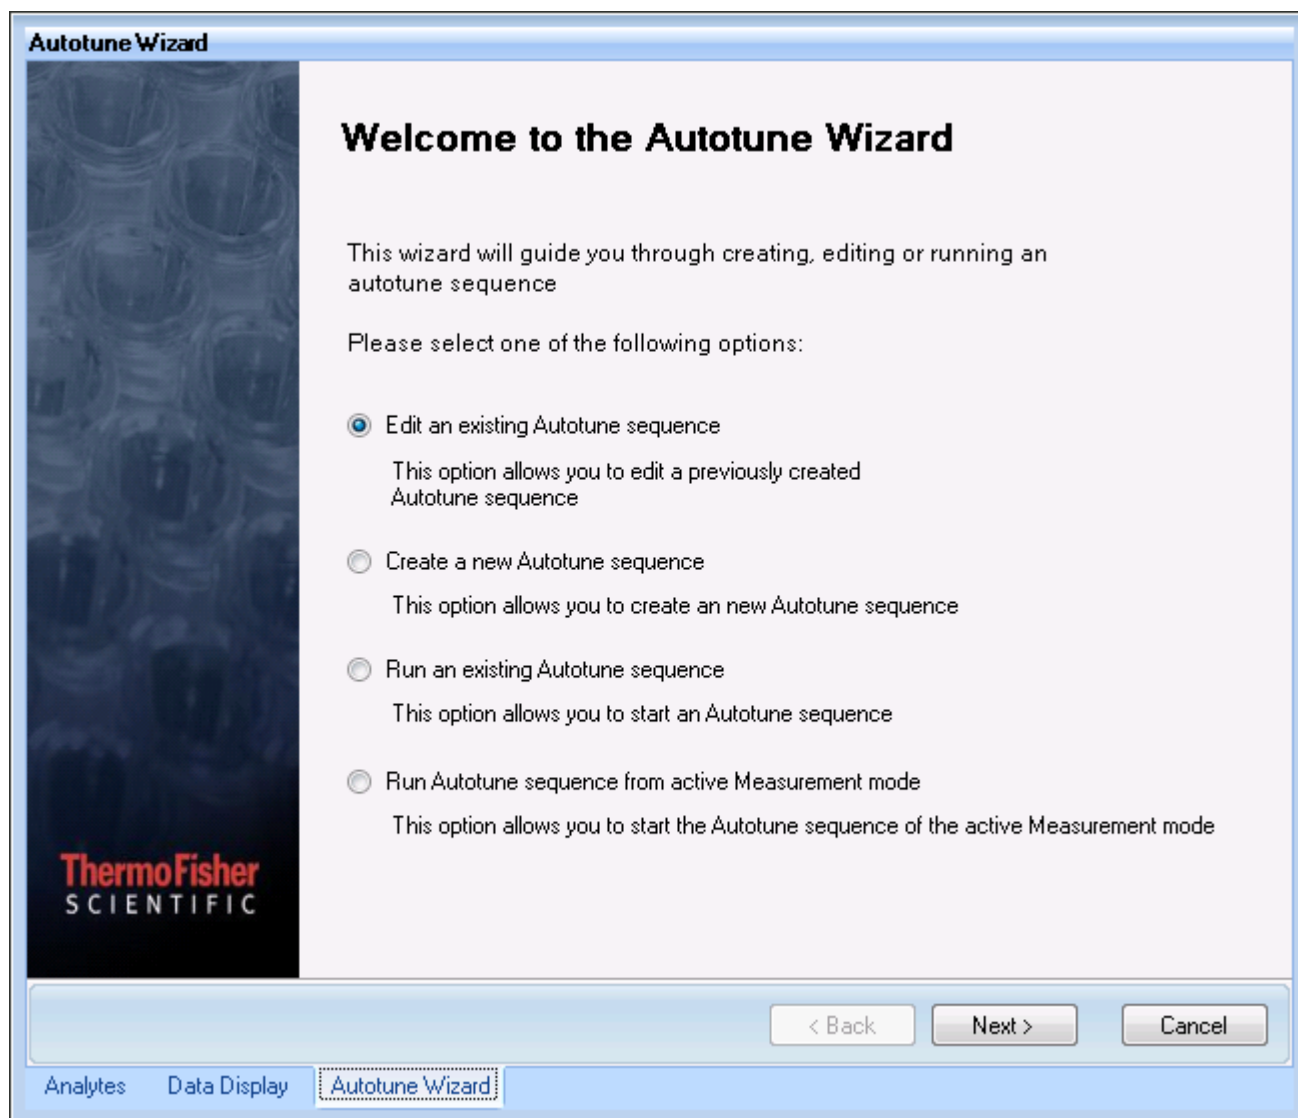 Autotune Wizard
Welcome to the Autotune Wizard
This wizard will guide you through creating, editing or running an
autotune sequence
Please select one of the following options:
Edit an existing Autotune sequence
This option allows you to edit a previously created
Autotune sequence
Create a new Autotune sequence
This option allows you to create an new Autotune sequence
Run an existing Autotune sequence
This option allows you to start an Autotune sequence
Run Autotune sequence from active Measurement mode
This option allows you to start the Autotune sequence of the active Measurement mode
ThermoFisher
SCIENTIFIC
< Back Next > Cancel
Analytes Data Display Autotune Wizard